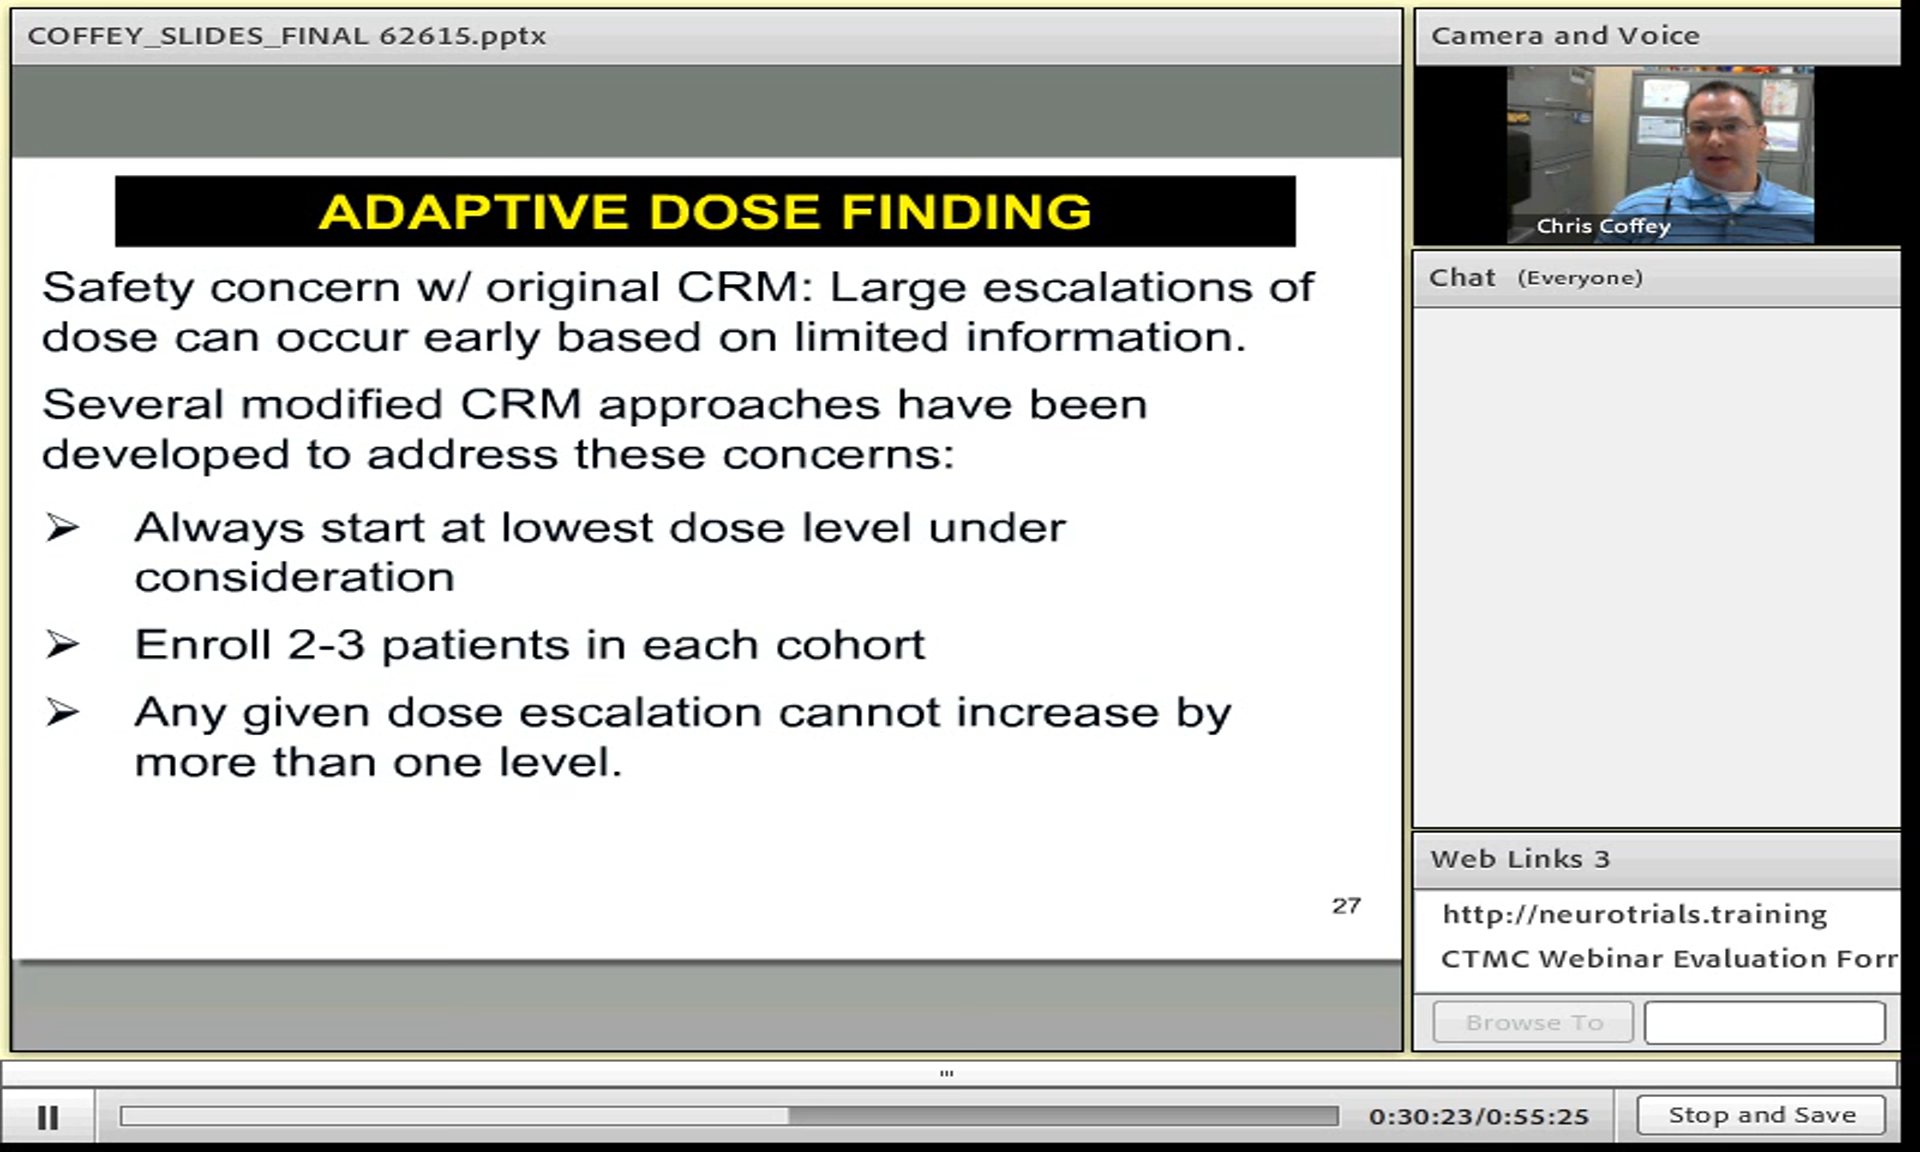 COFFEY_SLIDES_FINAL 62615.pptx
ADAPTIVE DOSE FINDING
Safety concern w/ original CRM: Large escalations of
dose can occur early based on limited information.
Several modified CRM approaches have been
developed to address these concerns:
➢ Always start at lowest dose level under
consideration
➢ Enroll 2-3 patients in each cohort
➢ Any given dose escalation cannot increase by
more than one level.
27
Camera and Voice
Chris Coffey
Chat (Everyone)
Web Links 3
http://neurotrials.training
CTMC Webinar Evaluation Forr
Browse To
0:30:23/0:55:25
Stop and Save